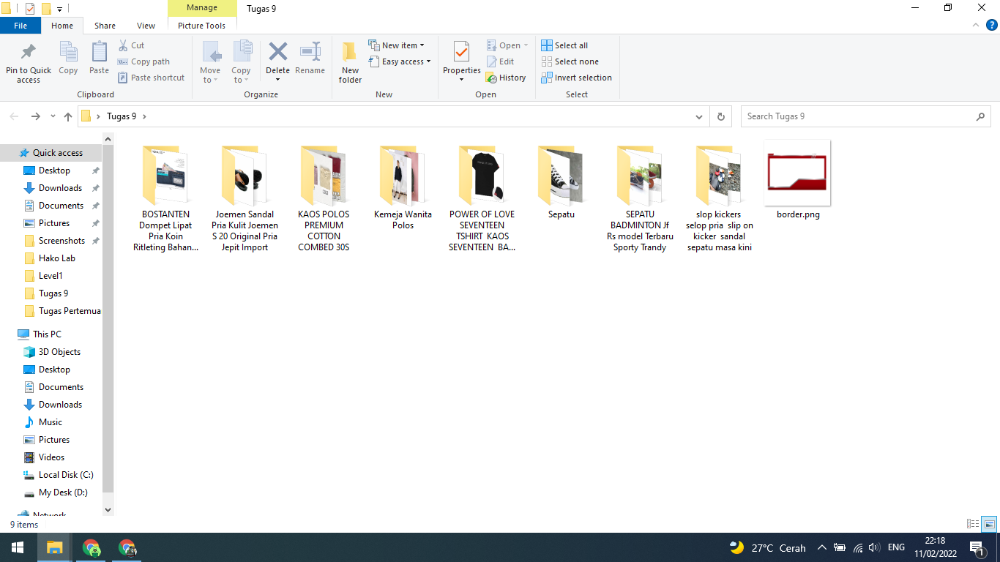 Manage
Tugas 9
File
Home
Share
View
Picture Tools
Pin to Quick access
Copy
Paste
Cut
Copy path
Paste shortcut
Clipboard
Move to
Copy to
Delete
Rename
Organize
New folder
New item
Easy access
New
Properties
Open
Edit
History
Open
Select all
Select none
Invert selection
Select
Tugas 9
Search Tugas 9
Quick access
Desktop
Downloads
Documents
Pictures
Screenshots
Hako Lab
Level1
Tugas 9
Tugas Pertemua
This PC
3D Objects
Desktop
Documents
Downloads
Music
Pictures
Videos
Local Disk (C:)
My Desk (D:)
Network
BOSTANTEN
Dompet Lipat
Pria Koin
Ritleting Bahan...
Joemen Sandal
Pria Kulit Joemen
S 20 Original Pria
Jepit Import
KAOS POLOS
PREMIUM
COTTON
COMBED 30S
Kemeja Wanita
Polos
POWER OF LOVE
SEVENTEEN
TSHIRT KAOS
SEVENTEEN BA...
Sepatu
SEPATU
BADMINTON Jf
Rs model Terbaru
Sporty Trandy
slop kickers
selop pria slip on
kicker sandal
sepatu masa kini
border.png
9 items
27°C Cerah
ENG
22:18
11/02/2022
1